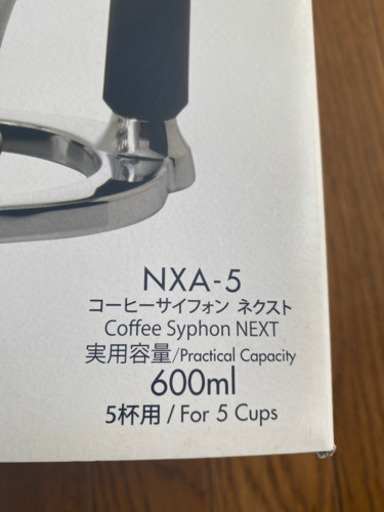 NXA-5
コーヒーサイフォン ネクスト
Coffee Syphon NEXT
実用容量/Practical Capacity
600ml
5杯用 / For 5 Cups